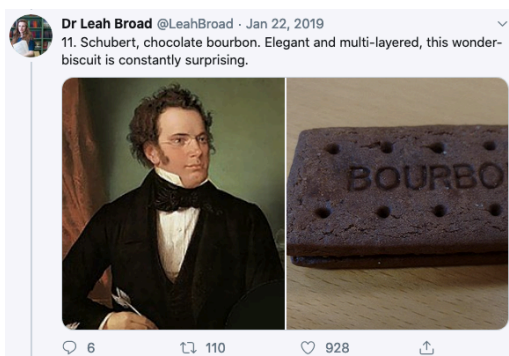 Dr Leah Broad @LeahBroad · Jan 22, 2019
11. Schubert, chocolate bourbon. Elegant and multi-layered, this wonder-
biscuit is constantly surprising.
BOURBO
6 110 928